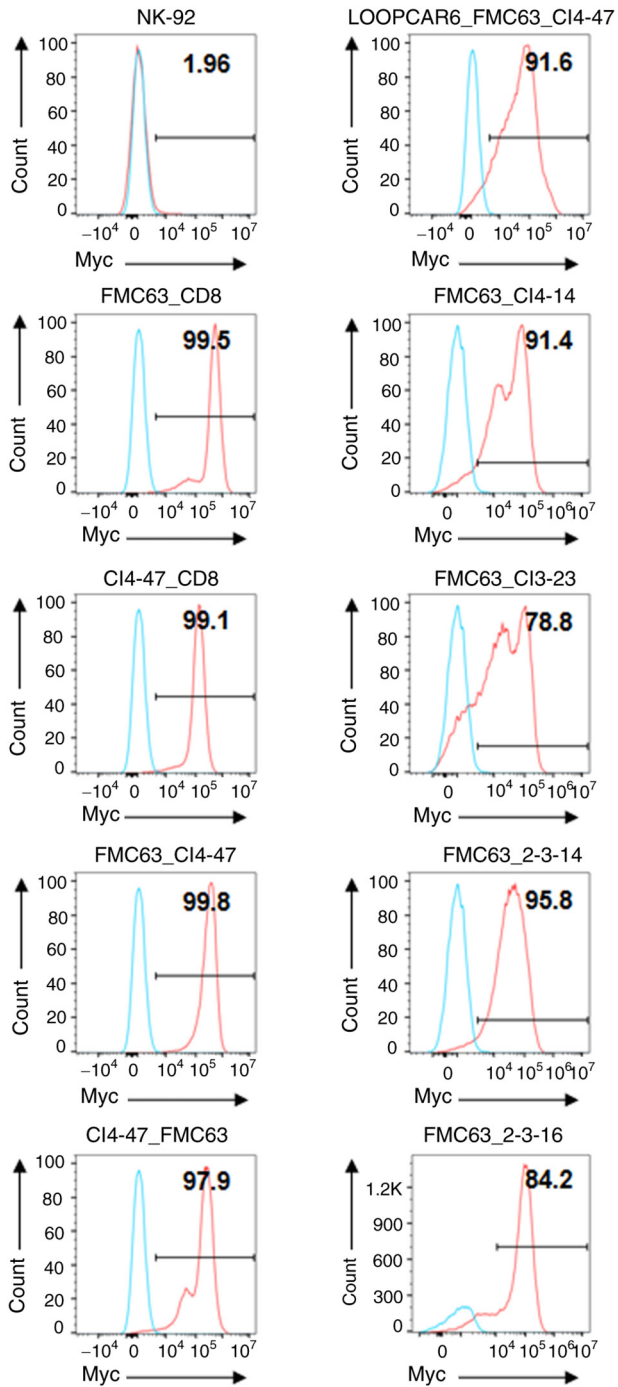 NK-92
1.96
Count
100
80
60
40
20
0
−10⁴ 0 10⁴ 10⁵ 10⁷
Myc
LOOPCAR6_FMC63_CI4-47
91.6
Count
100
80
60
40
20
0
−10⁴ 0 10⁴ 10⁵ 10⁷
Myc
FMC63_CD8
99.5
Count
100
80
60
40
20
0
−10⁴ 0 10⁴ 10⁵ 10⁷
Myc
FMC63_CI4-14
91.4
Count
100
80
60
40
20
0
0 10⁴ 10⁵ 10⁶ 10⁷
Myc
CI4-47_CD8
99.1
Count
100
80
60
40
20
0
−10⁴ 0 10⁴ 10⁵ 10⁷
Myc
FMC63_CI3-23
78.8
Count
100
80
60
40
20
0
0 10⁴ 10⁵ 10⁶ 10⁷
Myc
FMC63_CI4-47
99.8
Count
100
80
60
40
20
0
−10⁴ 0 10⁴ 10⁵ 10⁷
Myc
FMC63_2-3-14
95.8
Count
100
80
60
40
20
0
0 10⁴ 10⁵ 10⁶ 10⁷
Myc
CI4-47_FMC63
97.9
Count
100
80
60
40
20
0
−10⁴ 0 10⁴ 10⁵ 10⁷
Myc
FMC63_2-3-16
84.2
Count
1.2K
900
600
300
0
0 10⁴ 10⁵ 10⁶ 10⁷
Myc